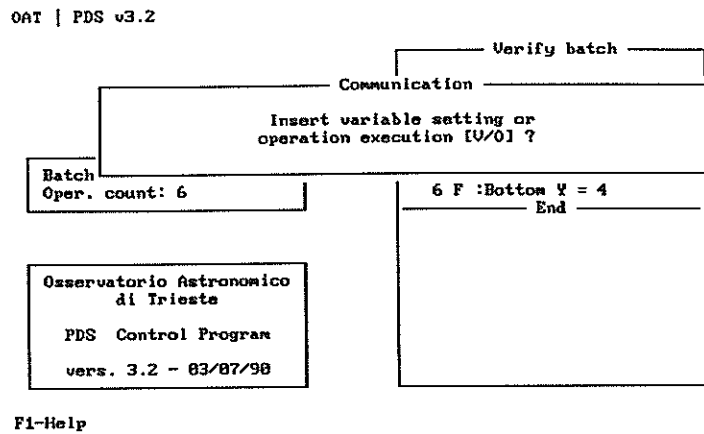 OAT | PDS v3.2
Verify batch
Communication
Insert variable setting or
operation execution [V/O] ?
Batch
Oper. count: 6
6 F :Bottom Y = 4
End
Osservatorio Astronomico
di Trieste
PDS Control Program
vers. 3.2 - 03/07/90
F1-Help